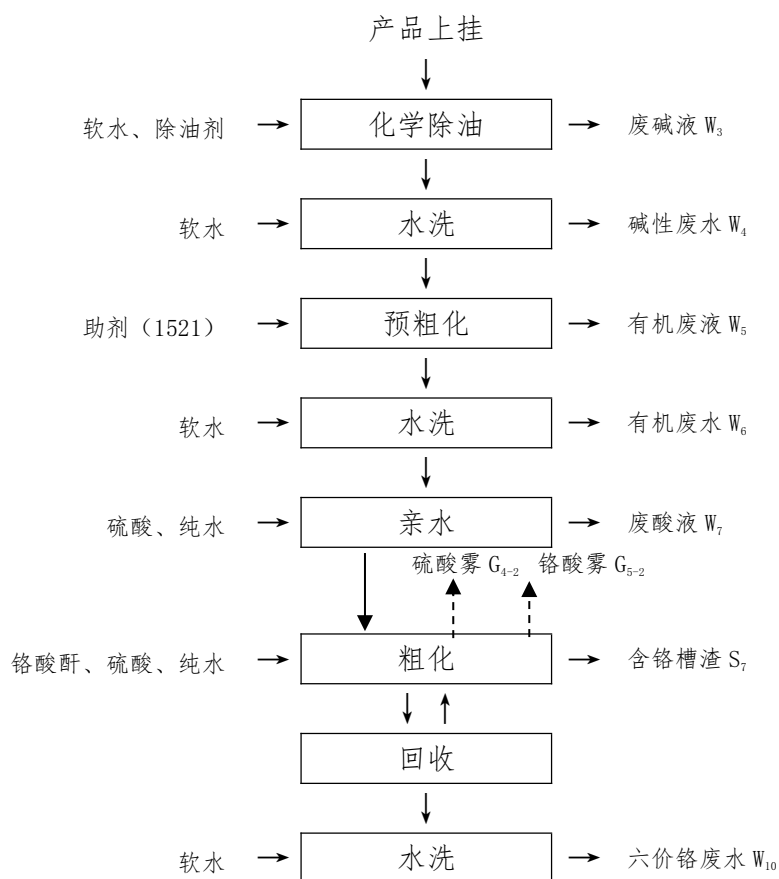 产品上挂
软水、除油剂 化学除油 废碱液 W₃
软水 水洗 碱性废水 W₄
助剂（1521） 预粗化 有机废液 W₅
软水 水洗 有机废水 W₆
硫酸、纯水 亲水 废酸液 W₇
硫酸雾 G₄₋₂ 铬酸雾 G₅₋₂
铬酸酐、硫酸、纯水 粗化 含铬槽渣 S₇
回收
软水 水洗 六价铬废水 W₁₀